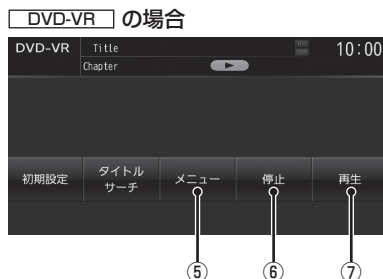 DVD-VR の場合
DVD-VR Title 10:00
Chapter
初期設定 タイトル サーチ メニュー 停止 再生
⑤ ⑥ ⑦